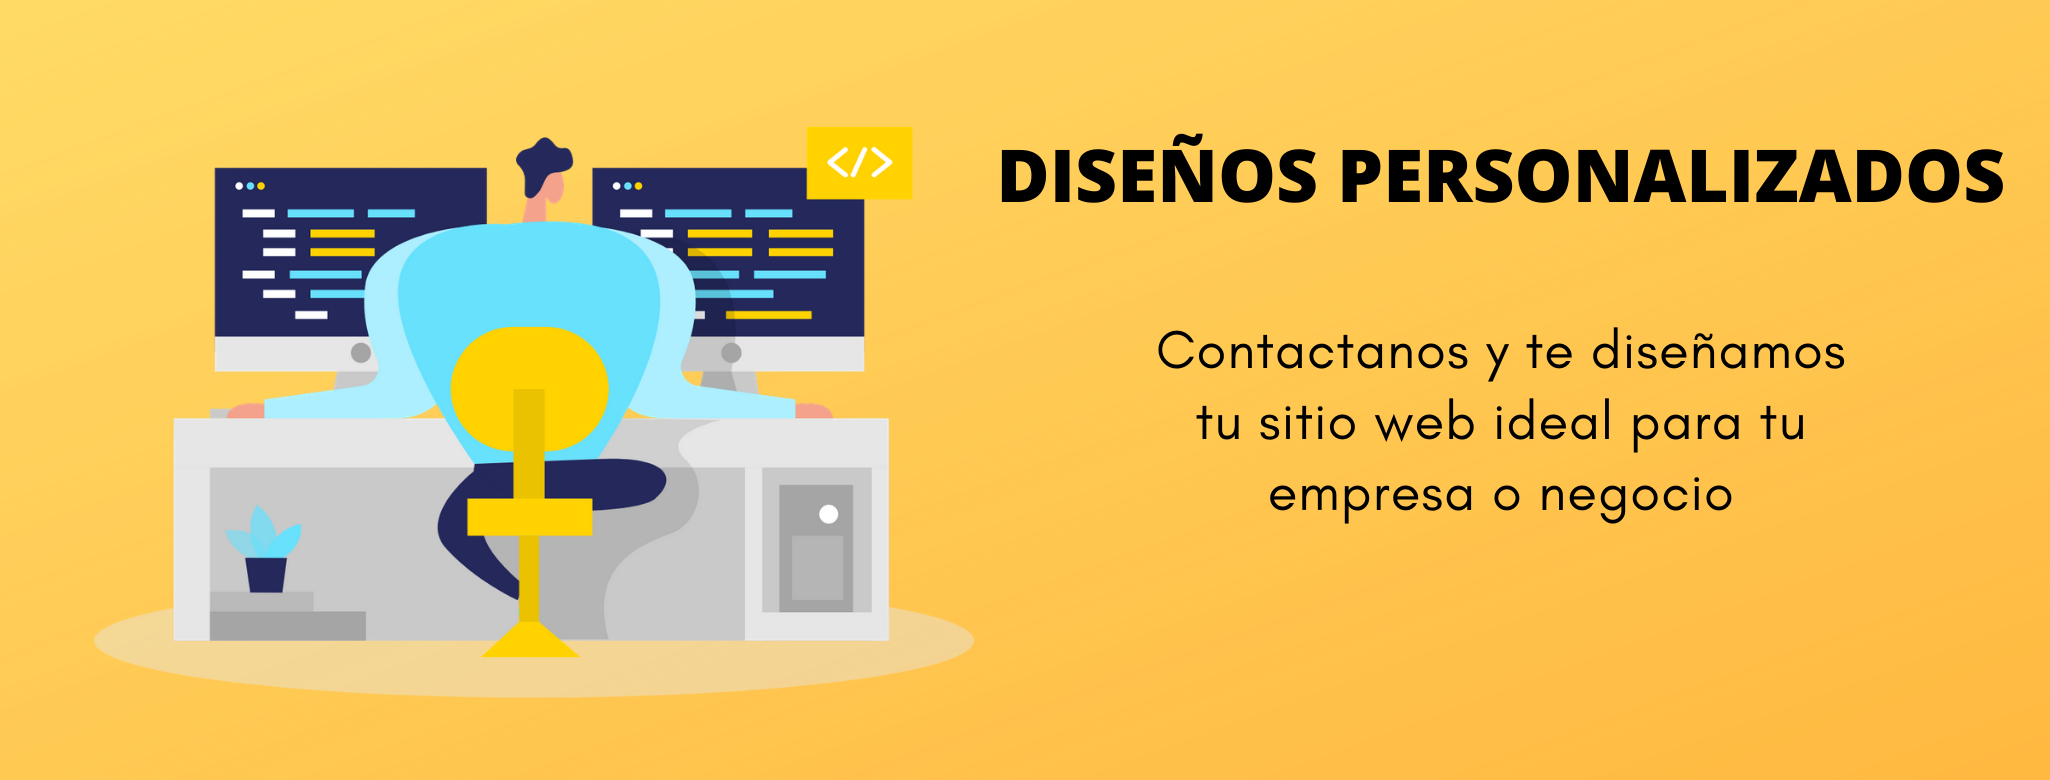 </>
DISEÑOS PERSONALIZADOS
Contactanos y te diseñamos
tu sitio web ideal para tu
empresa o negocio